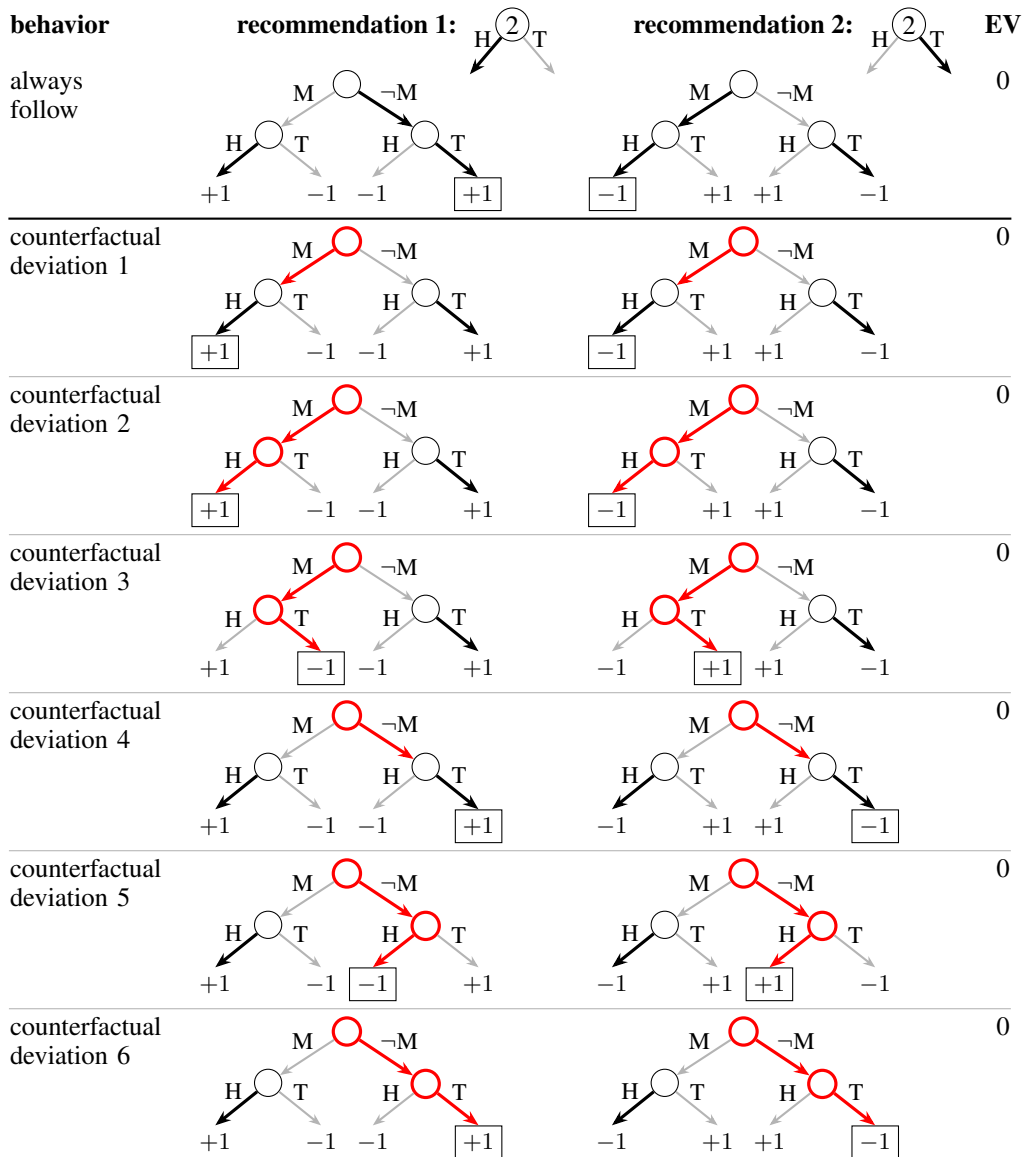 behavior recommendation 1: H 2 T recommendation 2: H 2 T EV
always follow M ¬M M ¬M 0
H T H T H T H T
+1 −1 −1 +1 −1 +1 +1 −1
counterfactual deviation 1 M ¬M M ¬M 0
H T H T H T H T
+1 −1 −1 +1 −1 +1 +1 −1
counterfactual deviation 2 M ¬M M ¬M 0
H T H T H T H T
+1 −1 −1 +1 −1 +1 +1 −1
counterfactual deviation 3 M ¬M M ¬M 0
H T H T H T H T
+1 −1 −1 +1 −1 +1 +1 −1
counterfactual deviation 4 M ¬M M ¬M 0
H T H T H T H T
+1 −1 −1 +1 −1 +1 +1 −1
counterfactual deviation 5 M ¬M M ¬M 0
H T H T H T H T
+1 −1 −1 +1 −1 +1 +1 −1
counterfactual deviation 6 M ¬M M ¬M 0
H T H T H T H T
+1 −1 −1 +1 −1 +1 +1 −1